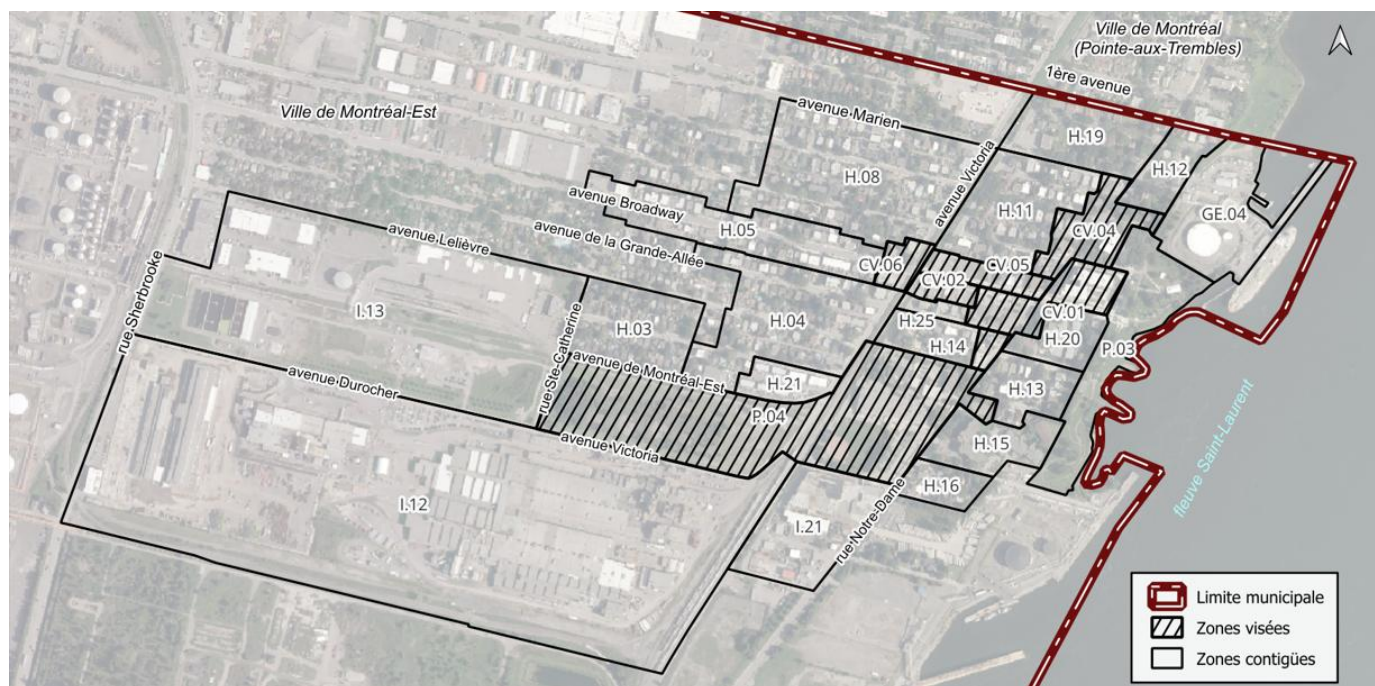 Ville de Montréal
(Pointe-aux-Trembles)
1ère avenue
Ville de Montréal-Est
avenue Marien
H.19
H.12
H.08
avenue Victoria
avenue Broadway
H.05
H.11
GE.04
CV.04
avenue Lelièvre
avenue de la Grande-Allée
CV.06
CV.02
CV.05
rue Sherbrooke
I.13
rue Ste-Catherine
H.03
H.04
H.25
CV.01
H.14
H.20
P.03
avenue Durocher
avenue de Montréal-Est
H.21
H.13
P.04
avenue Victoria
H.15
H.16
I.12
I.21
rue Notre-Dame
fleuve Saint-Laurent
Limite municipale
Zones visées
Zones contigües